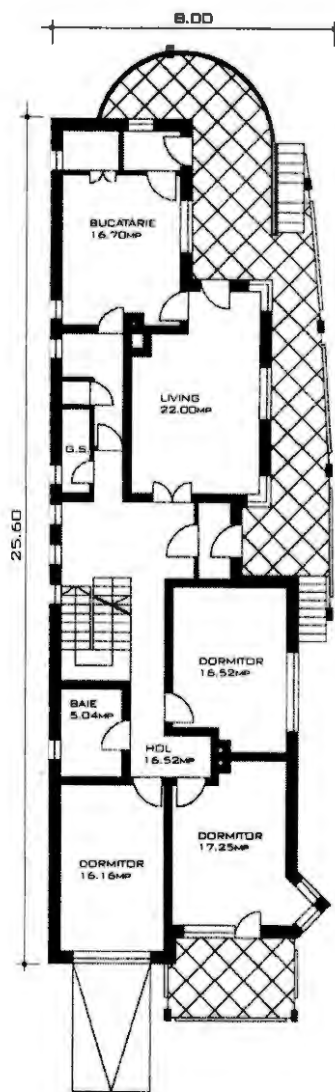 8.00
25.60
BUCATARIE
16.70MP
LIVING
22.00MP
G.S.
DORMITOR
16.52MP
BAIE
5.04MP
HOL
16.52MP
DORMITOR
16.16MP
DORMITOR
17.25MP